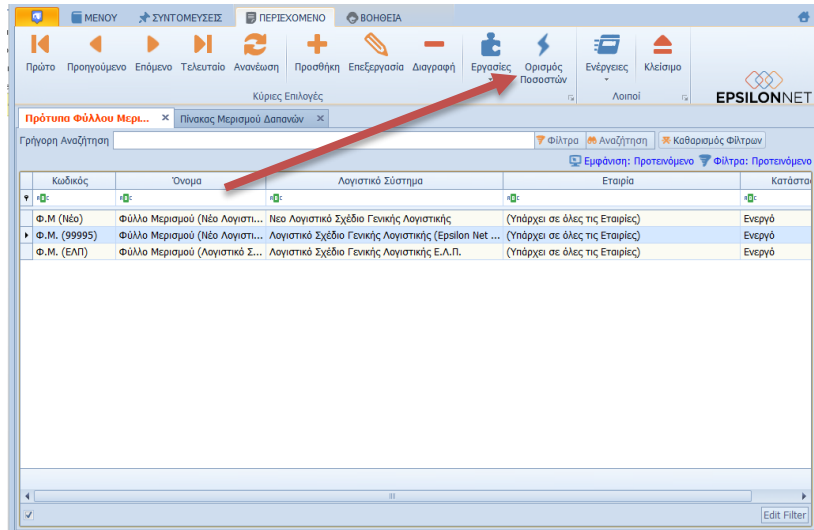 ΜΕΝΟΥ ΣΥΝΤΟΜΕΥΣΕΙΣ ΠΕΡΙΕΧΟΜΕΝΟ ΒΟΗΘΕΙΑ
Πρώτο Προηγούμενο Επόμενο Τελευταίο Ανανέωση Προσθήκη Επεξεργασία Διαγραφή Εργασίες Ορισμός Ποσοστών Ενέργειες Κλείσιμο
Κύριες Επιλογές Λοιποί EPSILONNET
Πρότυπα Φύλλου Μερι... Πίνακας Μερισμού Δαπανών
Γρήγορη Αναζήτηση Φίλτρα Αναζήτηση Καθαρισμός Φίλτρων
Εμφάνιση: Προτεινόμενο Φίλτρα: Προτεινόμενο
Κωδικός Όνομα Λογιστικό Σύστημα Εταιρία Κατάστας
Φ.Μ (Νέο) Φύλλο Μερισμού (Νέο Λογιστι... Νεο Λογιστικό Σχέδιο Γενικής Λογιστικής (Υπάρχει σε όλες τις Εταιρίες) Ενεργό
Φ.Μ. (99995) Φύλλο Μερισμού (Νέο Λογιστι... Λογιστικό Σχέδιο Γενικής Λογιστικής (Epsilon Net ... (Υπάρχει σε όλες τις Εταιρίες) Ενεργό
Φ.Μ. (ΕΛΠ) Φύλλο Μερισμού (Λογιστικό Σ... Λογιστικό Σχέδιο Γενικής Λογιστικής Ε.Λ.Π. (Υπάρχει σε όλες τις Εταιρίες) Ενεργό
Edit Filter